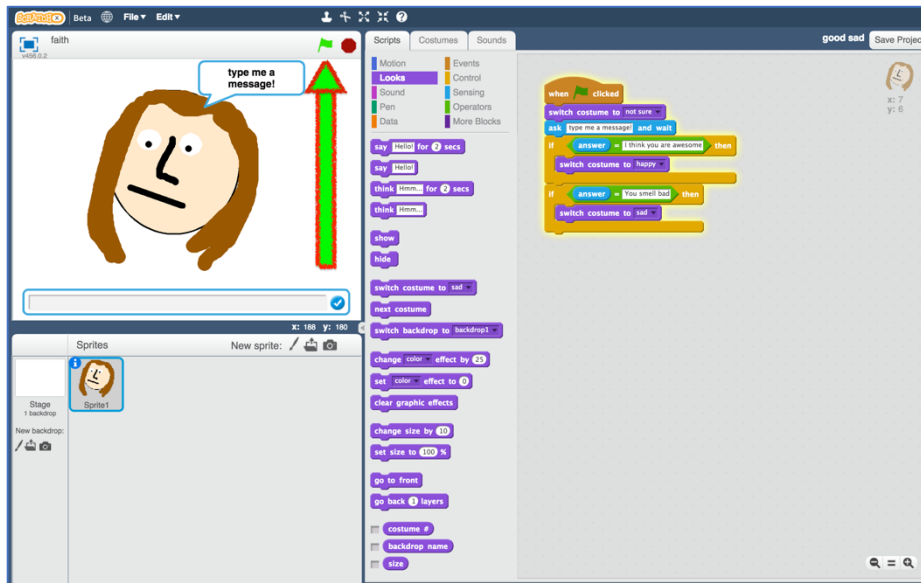 SCRATCH Beta File▼ Edit▼
faith
v456.0.2
type me a
message!
x: 188 y: 180
Sprites New sprite:
Stage
1 backdrop
New backdrop:
Sprite1
Scripts Costumes Sounds
good sad Save Projec
Motion Events
Looks Control
Sound Sensing
Pen Operators
Data More Blocks
say Hello! for 2 secs
say Hello!
think Hmm... for 2 secs
think Hmm...
show
hide
switch costume to sad
next costume
switch backdrop to backdrop1
change color effect by 25
set color effect to 0
clear graphic effects
change size by 10
set size to 100 %
go to front
go back 1 layers
costume #
backdrop name
size
when clicked
switch costume to not sure
ask type me a message! and wait
if answer = I think you are awesome then
switch costume to happy
if answer = You smell bad then
switch costume to sad
x: 7
y: 6